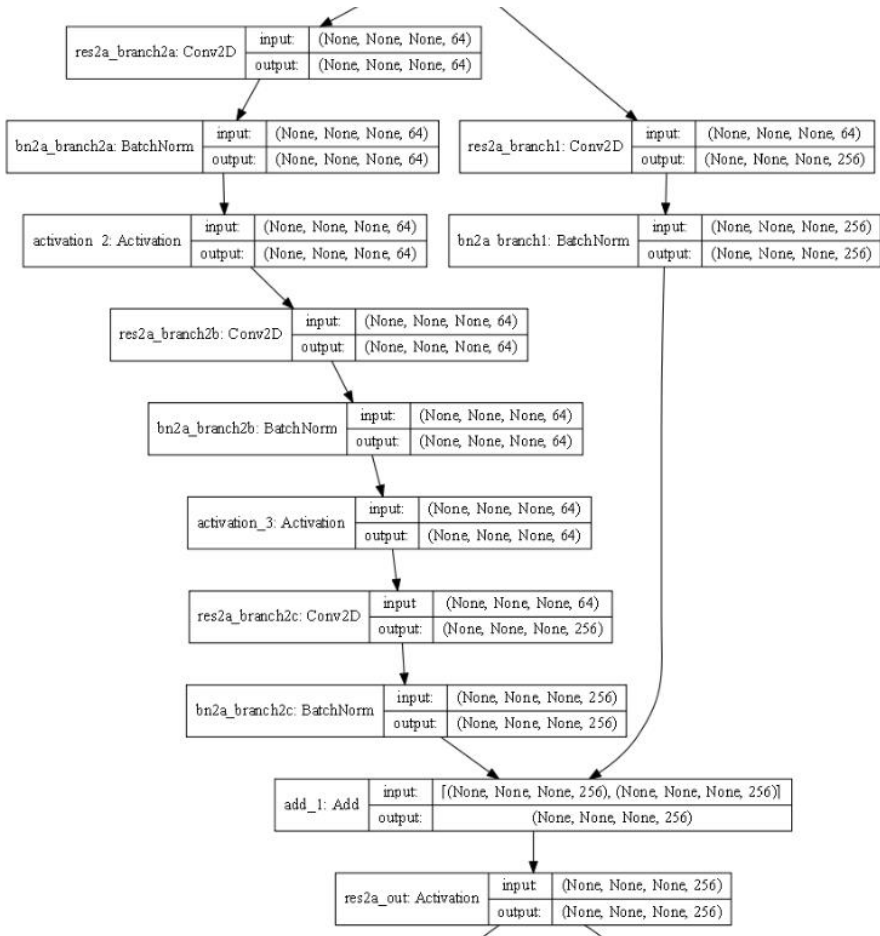 res2a_branch2a: Conv2D
input: (None, None, None, 64)
output: (None, None, None, 64)
bn2a_branch2a: BatchNorm
input: (None, None, None, 64)
output: (None, None, None, 64)
res2a_branch1: Conv2D
input: (None, None, None, 64)
output: (None, None, None, 256)
activation 2: Activation
input: (None, None, None, 64)
output: (None, None, None, 64)
bn2a branch1: BatchNorm
input: (None, None, None, 256)
output: (None, None, None, 256)
res2a_branch2b: Conv2D
input: (None, None, None, 64)
output: (None, None, None, 64)
bn2a_branch2b: BatchNorm
input: (None, None, None, 64)
output: (None, None, None, 64)
activation_3: Activation
input: (None, None, None, 64)
output: (None, None, None, 64)
res2a_branch2c: Conv2D
input (None, None, None, 64)
output: (None, None, None, 256)
bn2a_branch2c: BatchNorm
input: (None, None, None, 256)
output: (None, None, None, 256)
add_1: Add
input: [(None, None, None, 256), (None, None, None, 256)]
output: (None, None, None, 256)
res2a_out: Activation
input: (None, None, None, 256)
output: (None, None, None, 256)